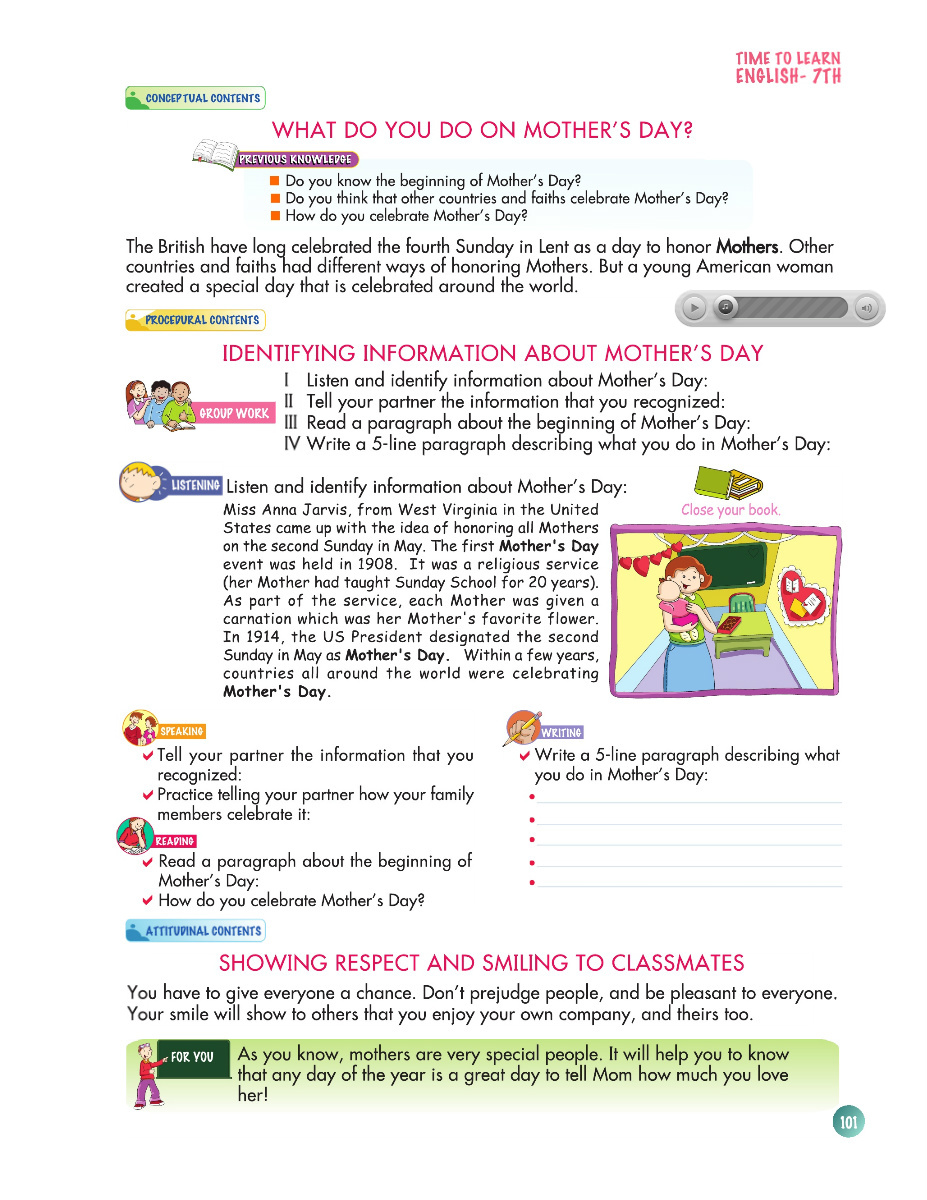 TIME TO LEARN
ENGLISH- 7TH
CONCEPTUAL CONTENTS
WHAT DO YOU DO ON MOTHER'S DAY?
PREVIOUS KNOWLEDGE
Do you know the beginning of Mother's Day?
Do you think that other countries and faiths celebrate Mother's Day?
How do you celebrate Mother's Day?
The British have long celebrated the fourth Sunday in Lent as a day to honor Mothers. Other
countries and faiths had different ways of honoring Mothers. But a young American woman
created a special day that is celebrated around the world.
PROCEDURAL CONTENTS
IDENTIFYING INFORMATION ABOUT MOTHER'S DAY
GROUP WORK
I Listen and identify information about Mother's Day:
II Tell your partner the information that you recognized:
III Read a paragraph about the beginning of Mother's Day:
IV Write a 5-line paragraph describing what you do in Mother's Day:
LISTENING Listen and identify information about Mother's Day:
Close your book.
Miss Anna Jarvis, from West Virginia in the United
States came up with the idea of honoring all Mothers
on the second Sunday in May. The first Mother's Day
event was held in 1908. It was a religious service
(her Mother had taught Sunday School for 20 years).
As part of the service, each Mother was given a
carnation which was her Mother's favorite flower.
In 1914, the US President designated the second
Sunday in May as Mother's Day. Within a few years,
countries all around the world were celebrating
Mother's Day.
SPEAKING
Tell your partner the information that you
recognized:
Practice telling your partner how your family
members celebrate it:
READING
Read a paragraph about the beginning of
Mother's Day:
How do you celebrate Mother's Day?
WRITING
Write a 5-line paragraph describing what
you do in Mother's Day:
ATTITUDINAL CONTENTS
SHOWING RESPECT AND SMILING TO CLASSMATES
You have to give everyone a chance. Don't prejudge people, and be pleasant to everyone.
Your smile will show to others that you enjoy your own company, and theirs too.
FOR YOU
As you know, mothers are very special people. It will help you to know
that any day of the year is a great day to tell Mom how much you love
her!
101